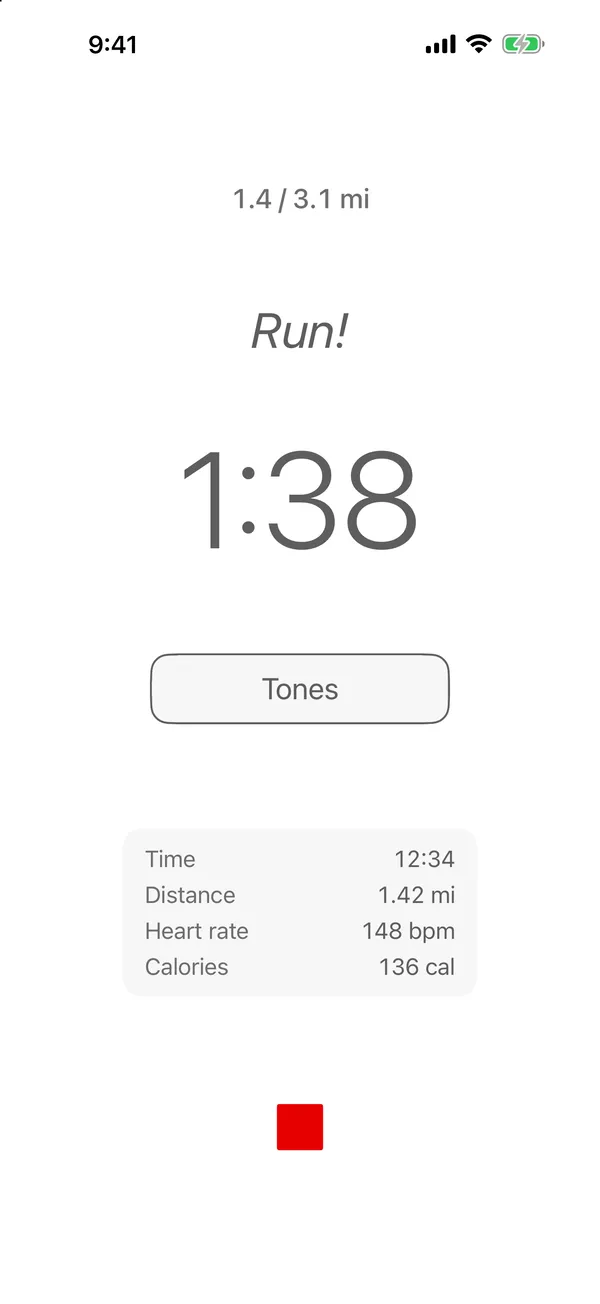 9:41
1.4 / 3.1 mi
Run!
1:38
Tones
Time 12:34
Distance 1.42 mi
Heart rate 148 bpm
Calories 136 cal